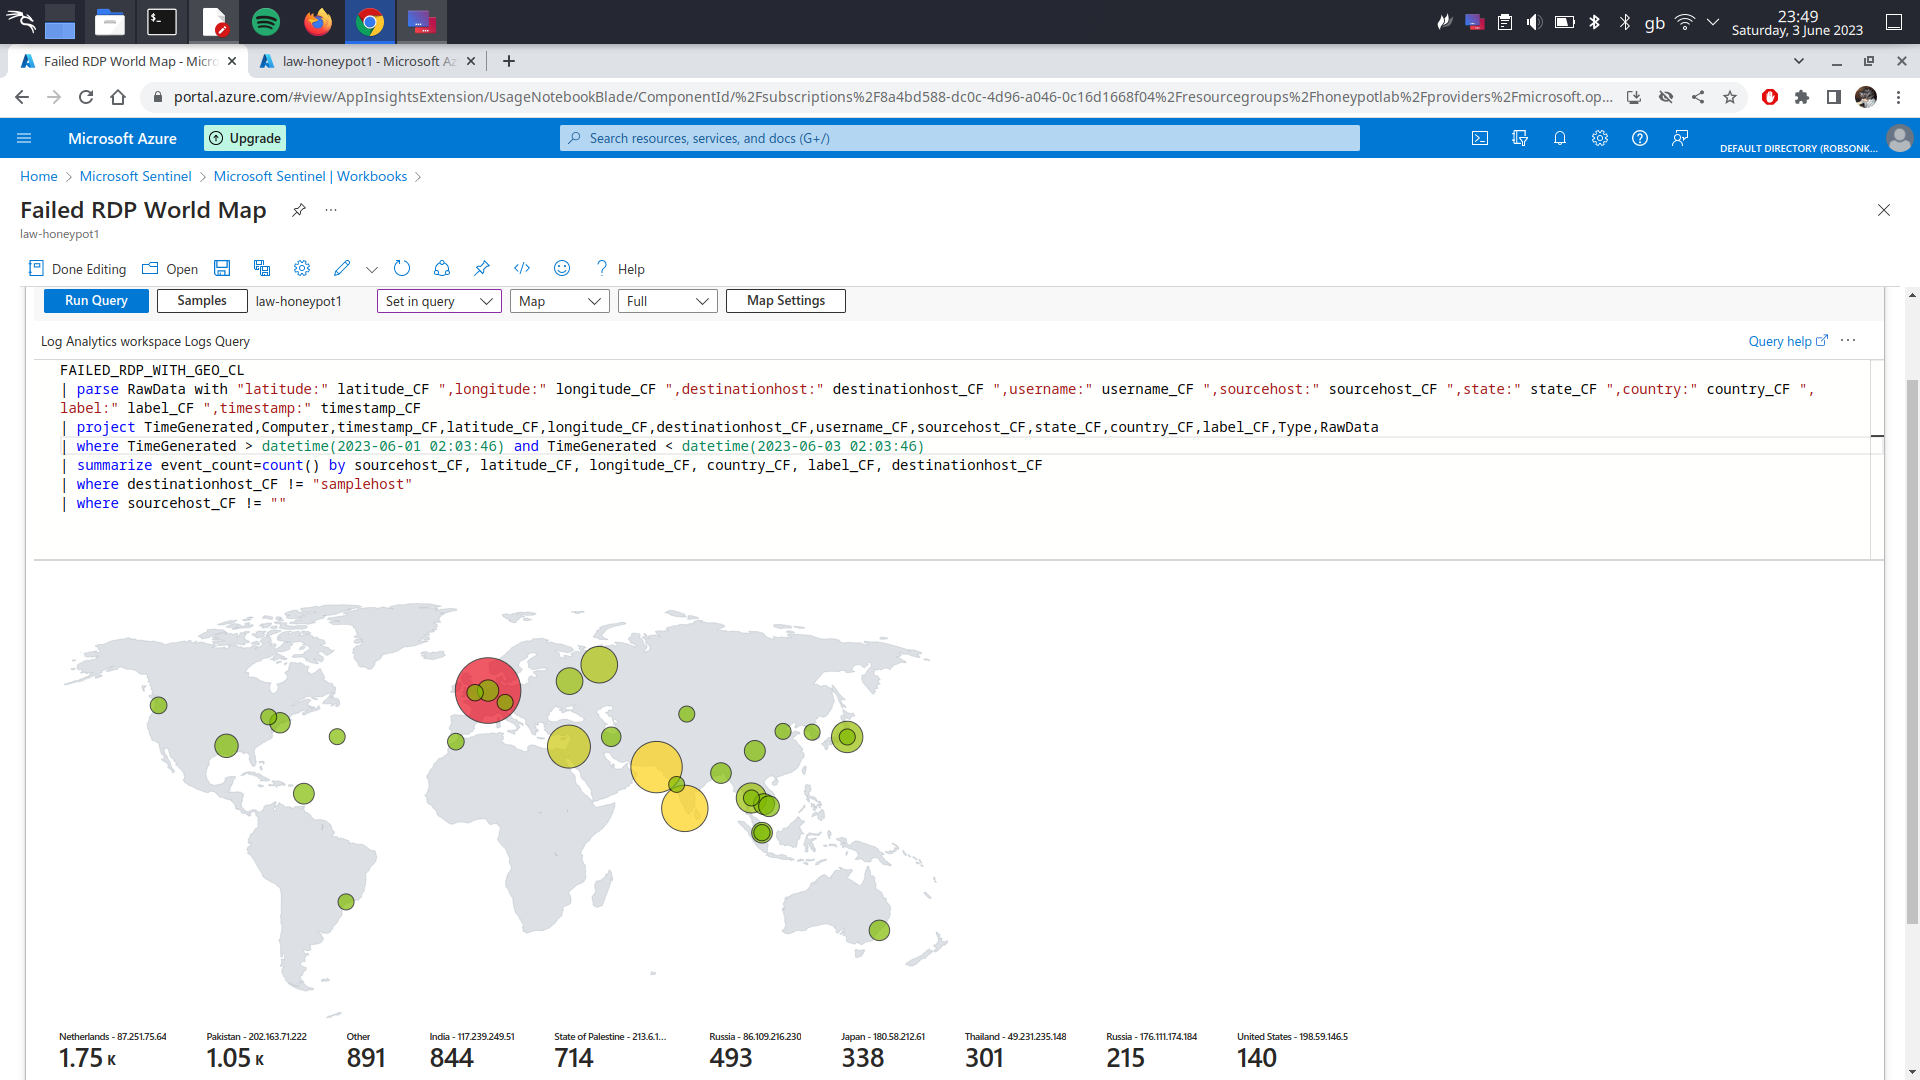 gb
23:49
Saturday, 3 June 2023
Failed RDP World Map - Micro
law-honeypot1 - Microsoft Az
portal.azure.com/#view/AppInsightsExtension/UsageNotebookBlade/ComponentId/%2Fsubscriptions%2F8a4bd588-dc0c-4d96-a046-0c16d1668f04%2Fresourcegroups%2Fhoneypotlab%2Fproviders%2Fmicrosoft.op...
Microsoft Azure
Upgrade
Search resources, services, and docs (G+/)
DEFAULT DIRECTORY (ROBSONK...
Home > Microsoft Sentinel > Microsoft Sentinel | Workbooks >
Failed RDP World Map
law-honeypot1
Done Editing Open Help
Run Query Samples law-honeypot1 Set in query Map Full Map Settings
Log Analytics workspace Logs Query
Query help
FAILED_RDP_WITH_GEO_CL
| parse RawData with "latitude:" latitude_CF ",longitude:" longitude_CF ",destinationhost:" destinationhost_CF ",username:" username_CF ",sourcehost:" sourcehost_CF ",state:" state_CF ",country:" country_CF ",
label:" label_CF ",timestamp:" timestamp_CF
| project TimeGenerated,Computer,timestamp_CF,latitude_CF,longitude_CF,destinationhost_CF,username_CF,sourcehost_CF,state_CF,country_CF,label_CF,Type,RawData
| where TimeGenerated > datetime(2023-06-01 02:03:46) and TimeGenerated < datetime(2023-06-03 02:03:46)
| summarize event_count=count() by sourcehost_CF, latitude_CF, longitude_CF, country_CF, label_CF, destinationhost_CF
| where destinationhost_CF != "samplehost"
| where sourcehost_CF != ""
Netherlands - 87.251.75.64
1.75 K
Pakistan - 202.163.71.222
1.05 K
Other
891
India - 117.239.249.51
844
State of Palestine - 213.6.1...
714
Russia - 86.109.216.230
493
Japan - 180.58.212.61
338
Thailand - 49.231.235.148
301
Russia - 176.111.174.184
215
United States - 198.59.146.5
140